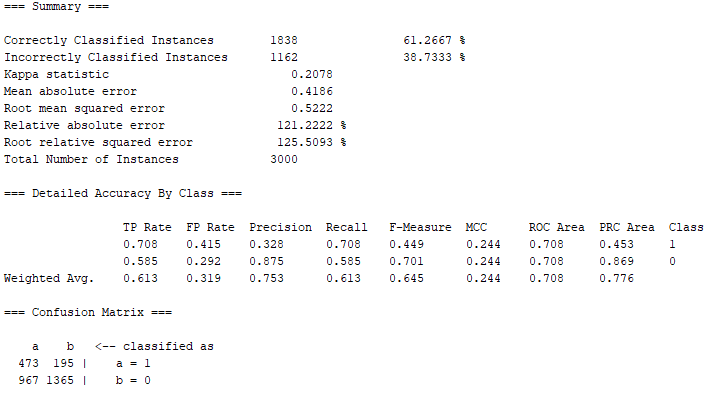 === Summary ===
Correctly Classified Instances 1838 61.2667 %
Incorrectly Classified Instances 1162 38.7333 %
Kappa statistic 0.2078
Mean absolute error 0.4186
Root mean squared error 0.5222
Relative absolute error 121.2222 %
Root relative squared error 125.5093 %
Total Number of Instances 3000
=== Detailed Accuracy By Class ===
TP Rate FP Rate Precision Recall F-Measure MCC ROC Area PRC Area Class
0.708 0.415 0.328 0.708 0.449 0.244 0.708 0.453 1
0.585 0.292 0.875 0.585 0.701 0.244 0.708 0.869 0
Weighted Avg. 0.613 0.319 0.753 0.613 0.645 0.244 0.708 0.776
=== Confusion Matrix ===
a b <-- classified as
473 195 | a = 1
967 1365 | b = 0